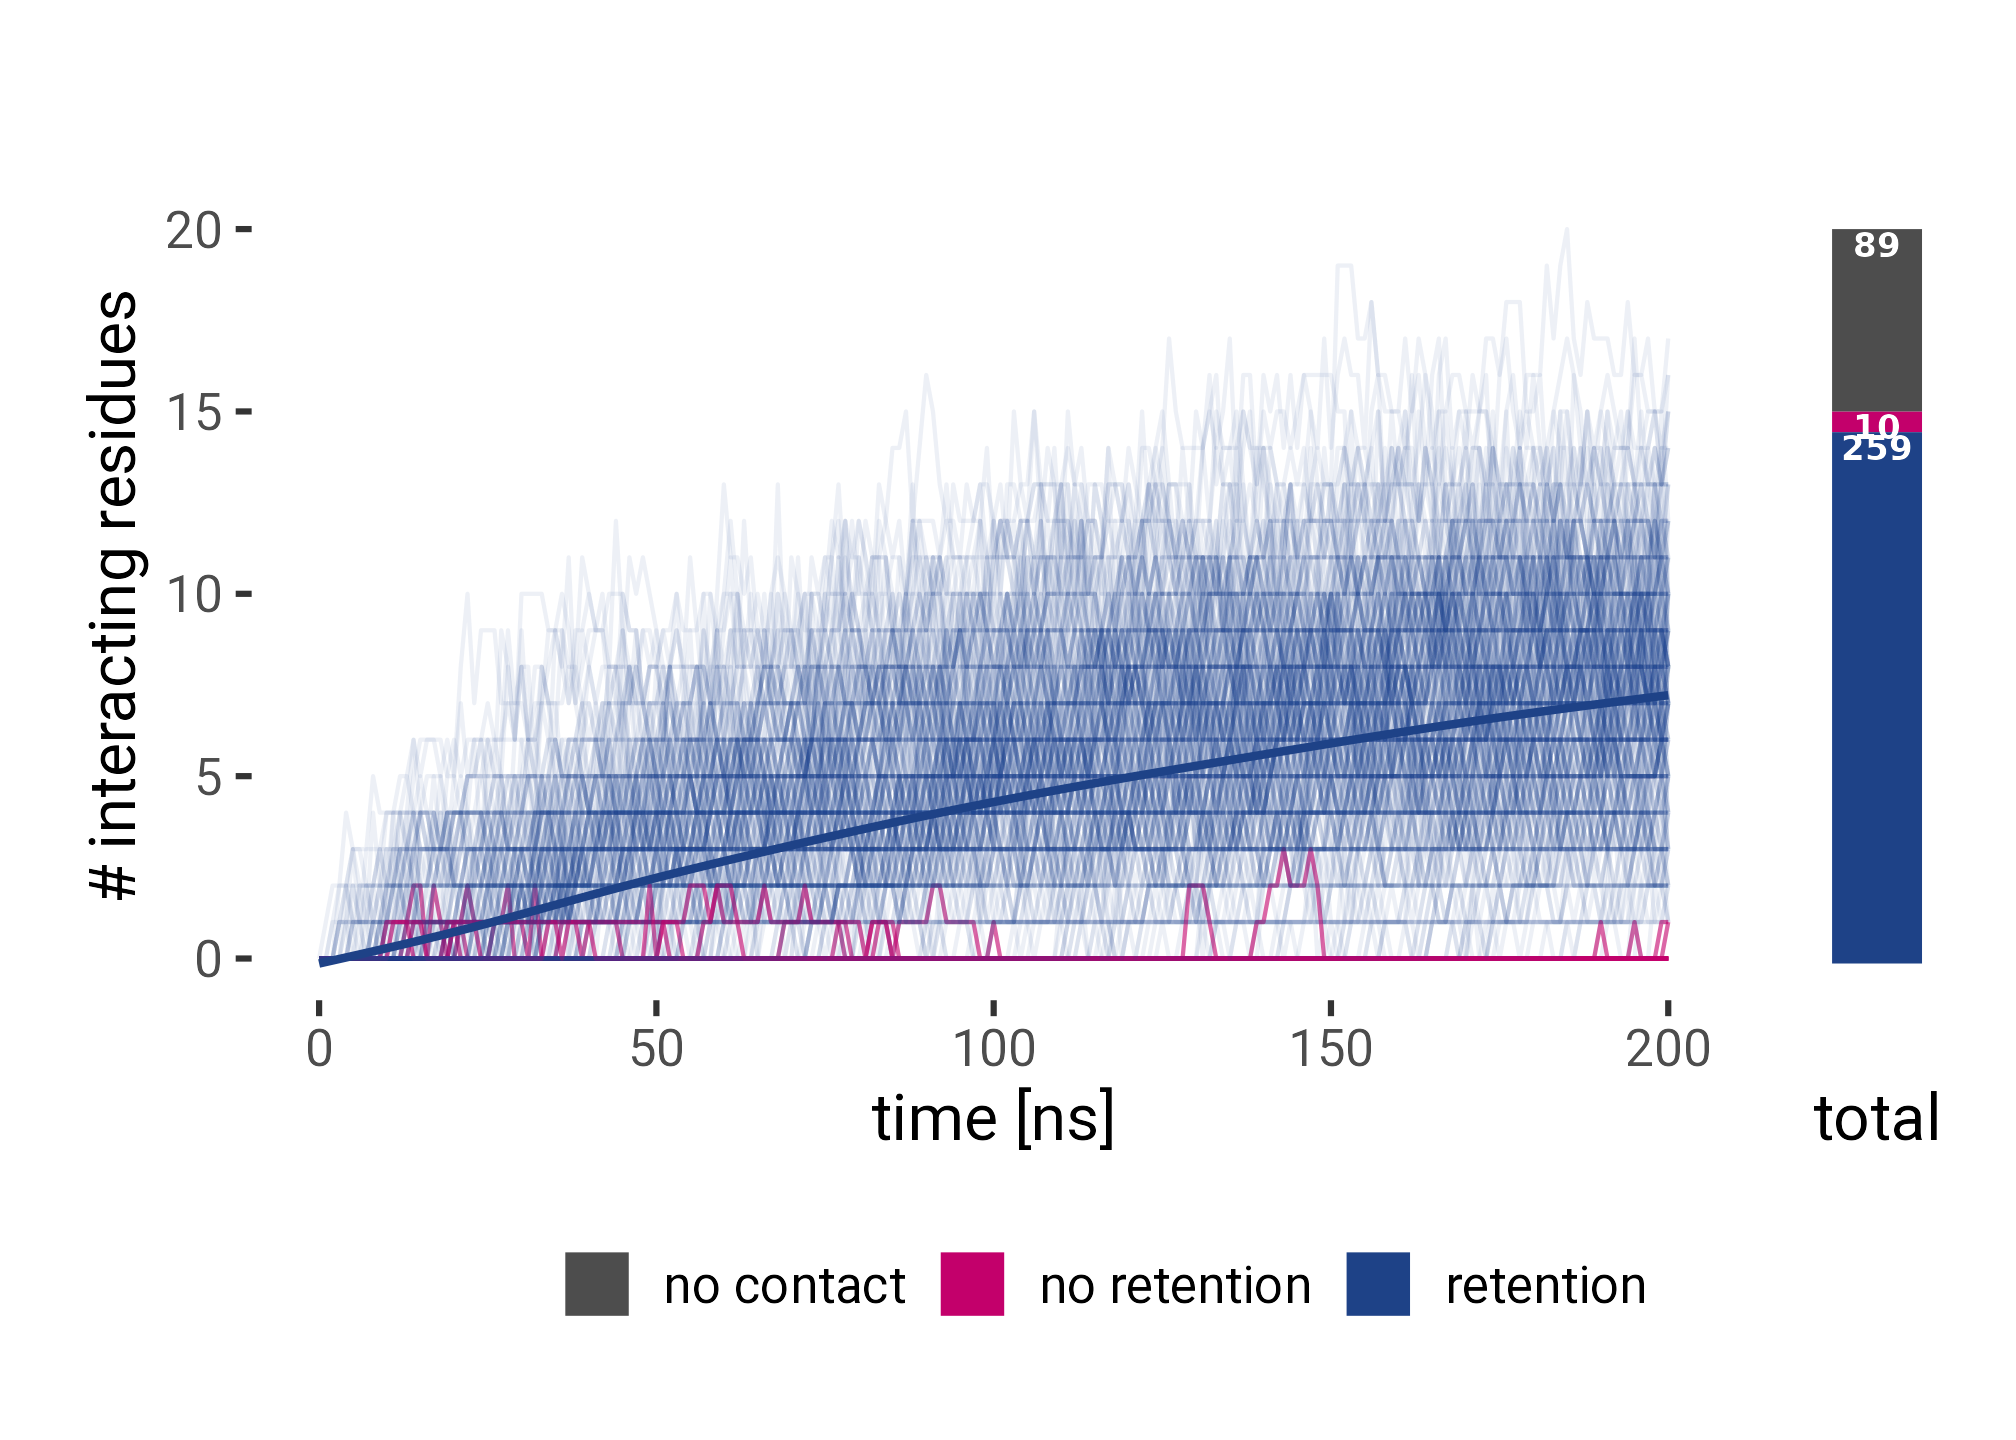 # interacting residues
20
15
10
5
0
0 50 100 150 200
time [ns]
89
10
259
total
no contact no retention retention